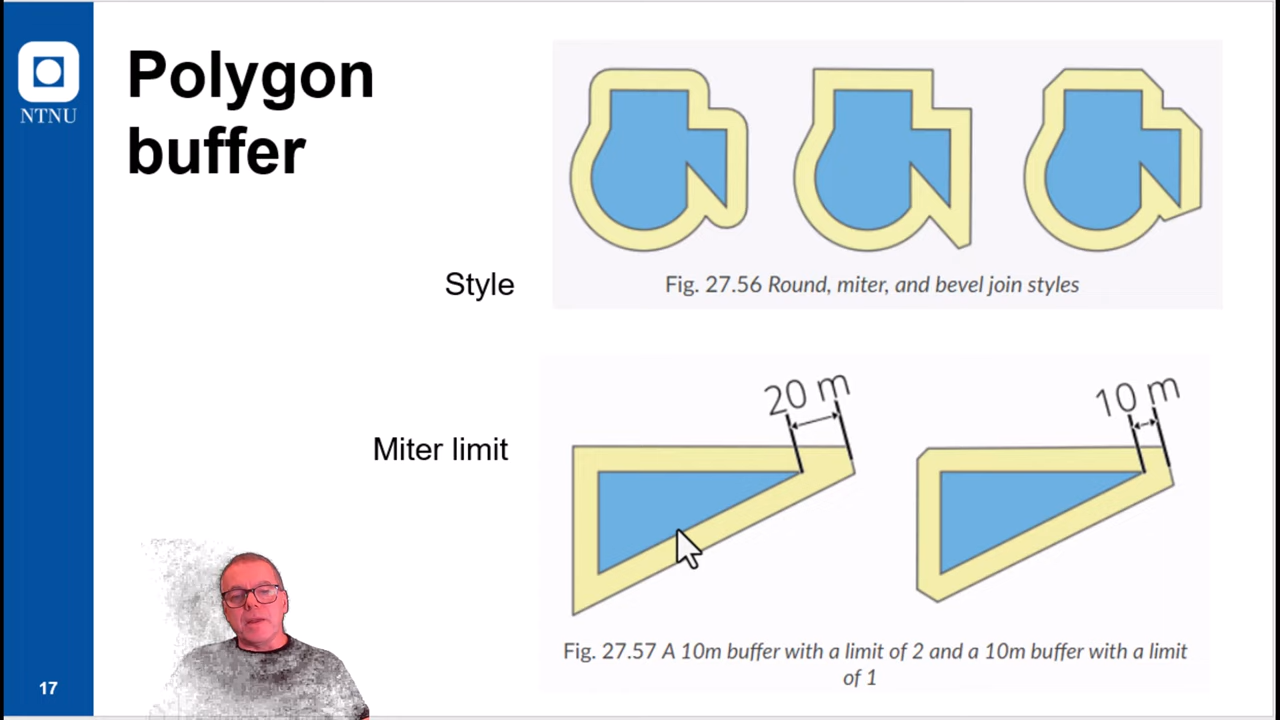 NTNU
Polygon
buffer
Style
Fig. 27.56 Round, miter, and bevel join styles
Miter limit
20 m
10 m
Fig. 27.57 A 10m buffer with a limit of 2 and a 10m buffer with a limit
of 1
17